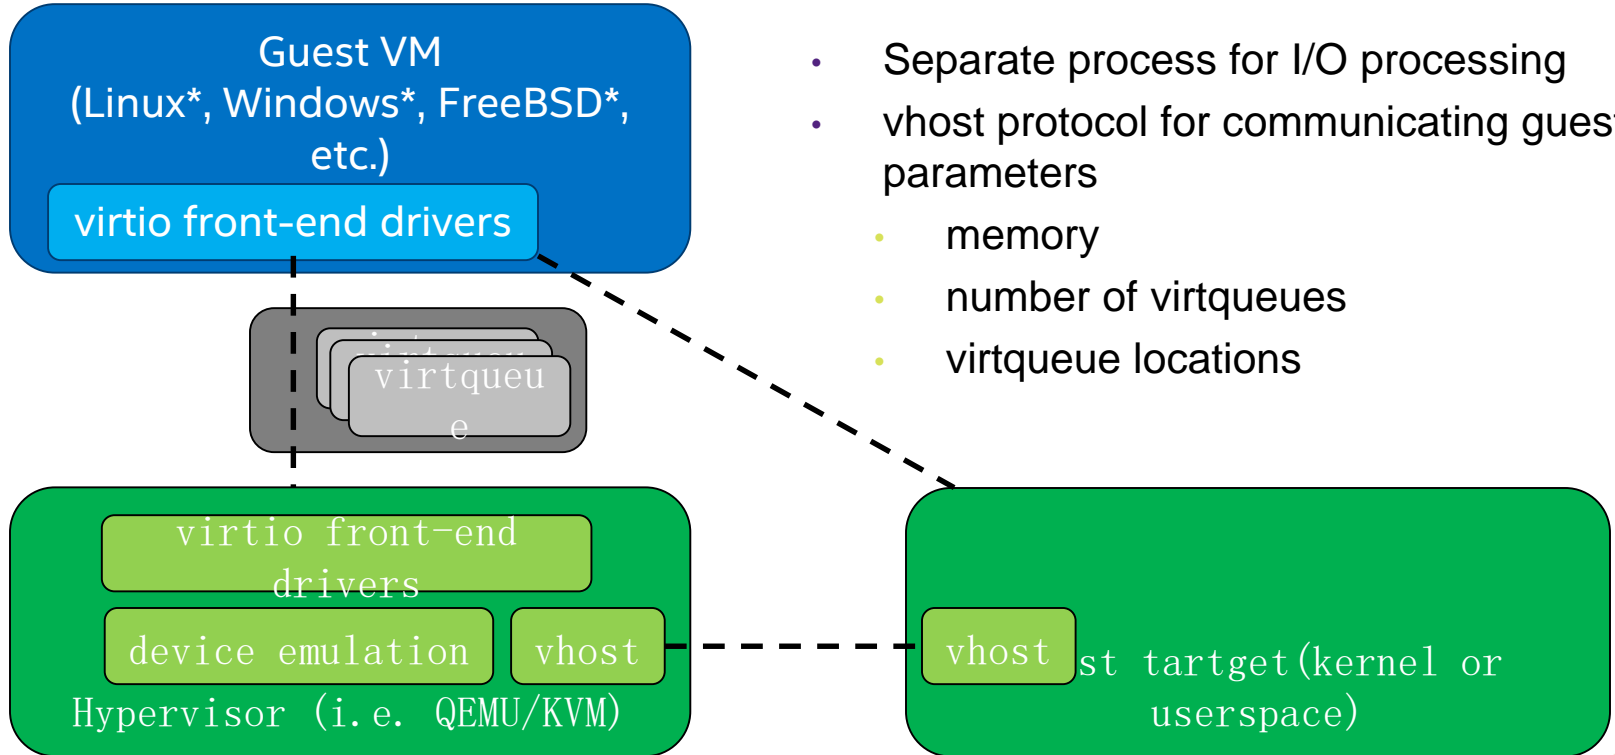 Guest VM
(Linux*, Windows*, FreeBSD*,
etc.)
virtio front-end drivers
virtqueu
e
virtio front-end
drivers
device emulation
vhost
Hypervisor (i.e. QEMU/KVM)
• Separate process for I/O processing
• vhost protocol for communicating guest
parameters
• memory
• number of virtqueues
• virtqueue locations
vhost
st tartget(kernel or
userspace)